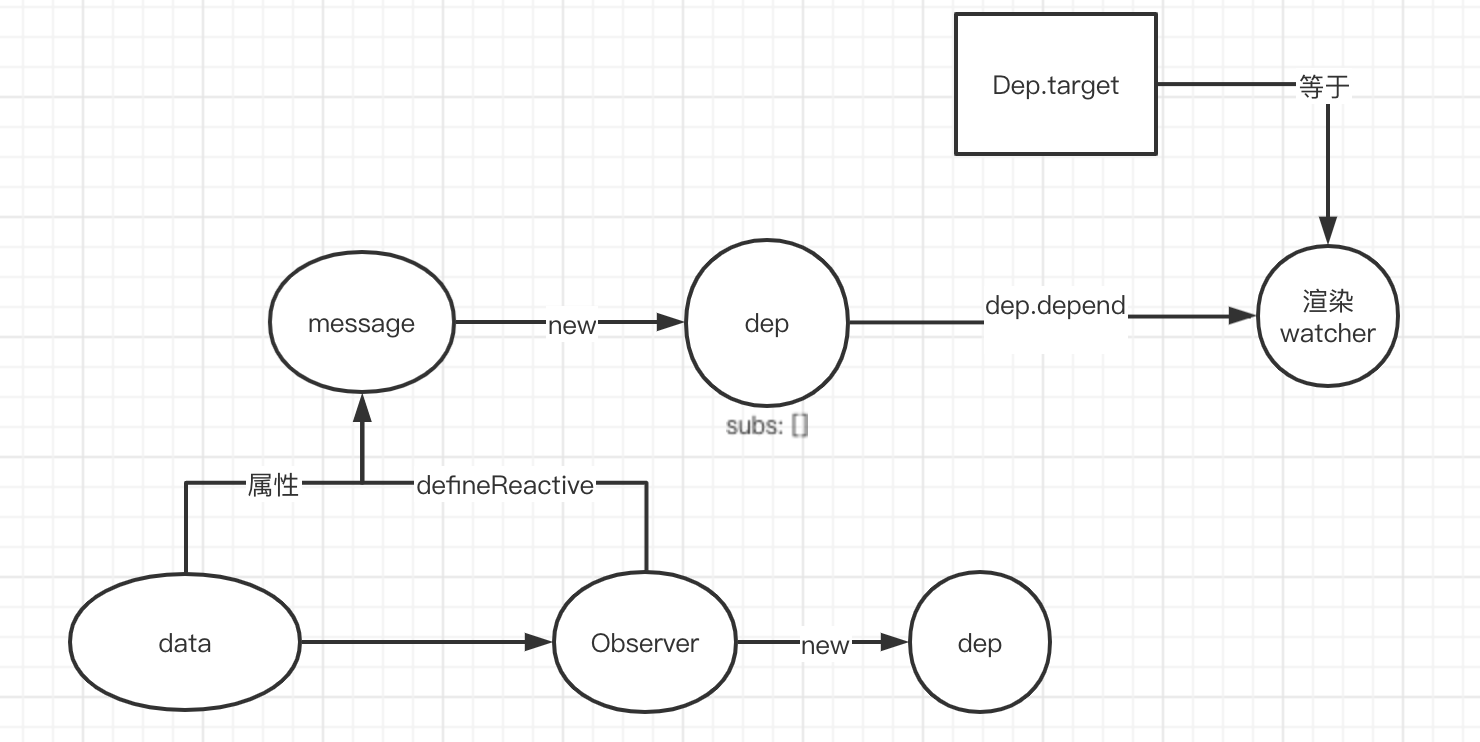 Dep.target
等于
message
new
dep
dep.depend
渲染
watcher
subs: []
属性
defineReactive
data
Observer
new
dep